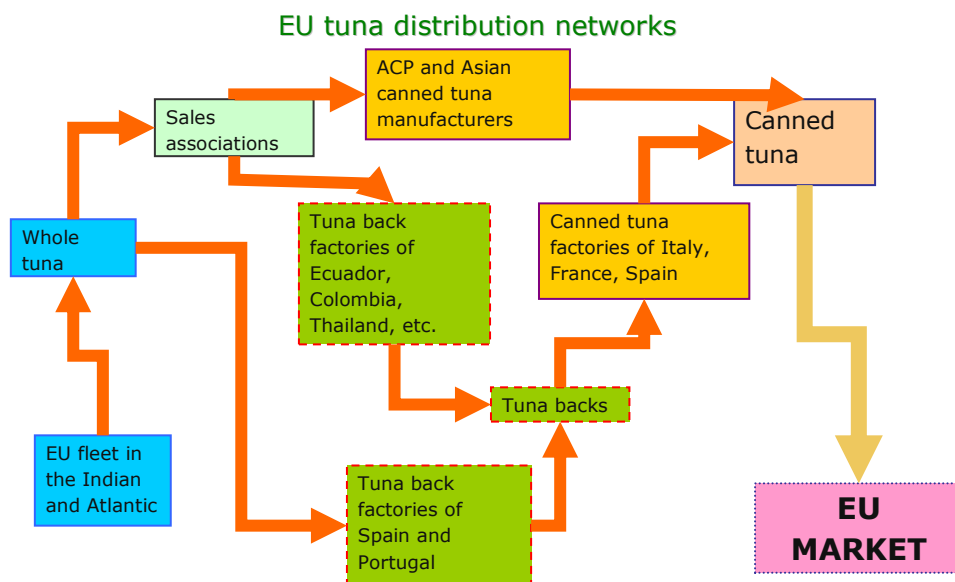 EU tuna distribution networks
ACP and Asian
canned tuna
manufacturers
Sales
associations
Canned
tuna
Whole
tuna
Tuna back
factories of
Ecuador,
Colombia,
Thailand, etc.
Canned tuna
factories of Italy,
France, Spain
Tuna backs
EU fleet in
the Indian
and Atlantic
Tuna back
factories of
Spain and
Portugal
EU
MARKET